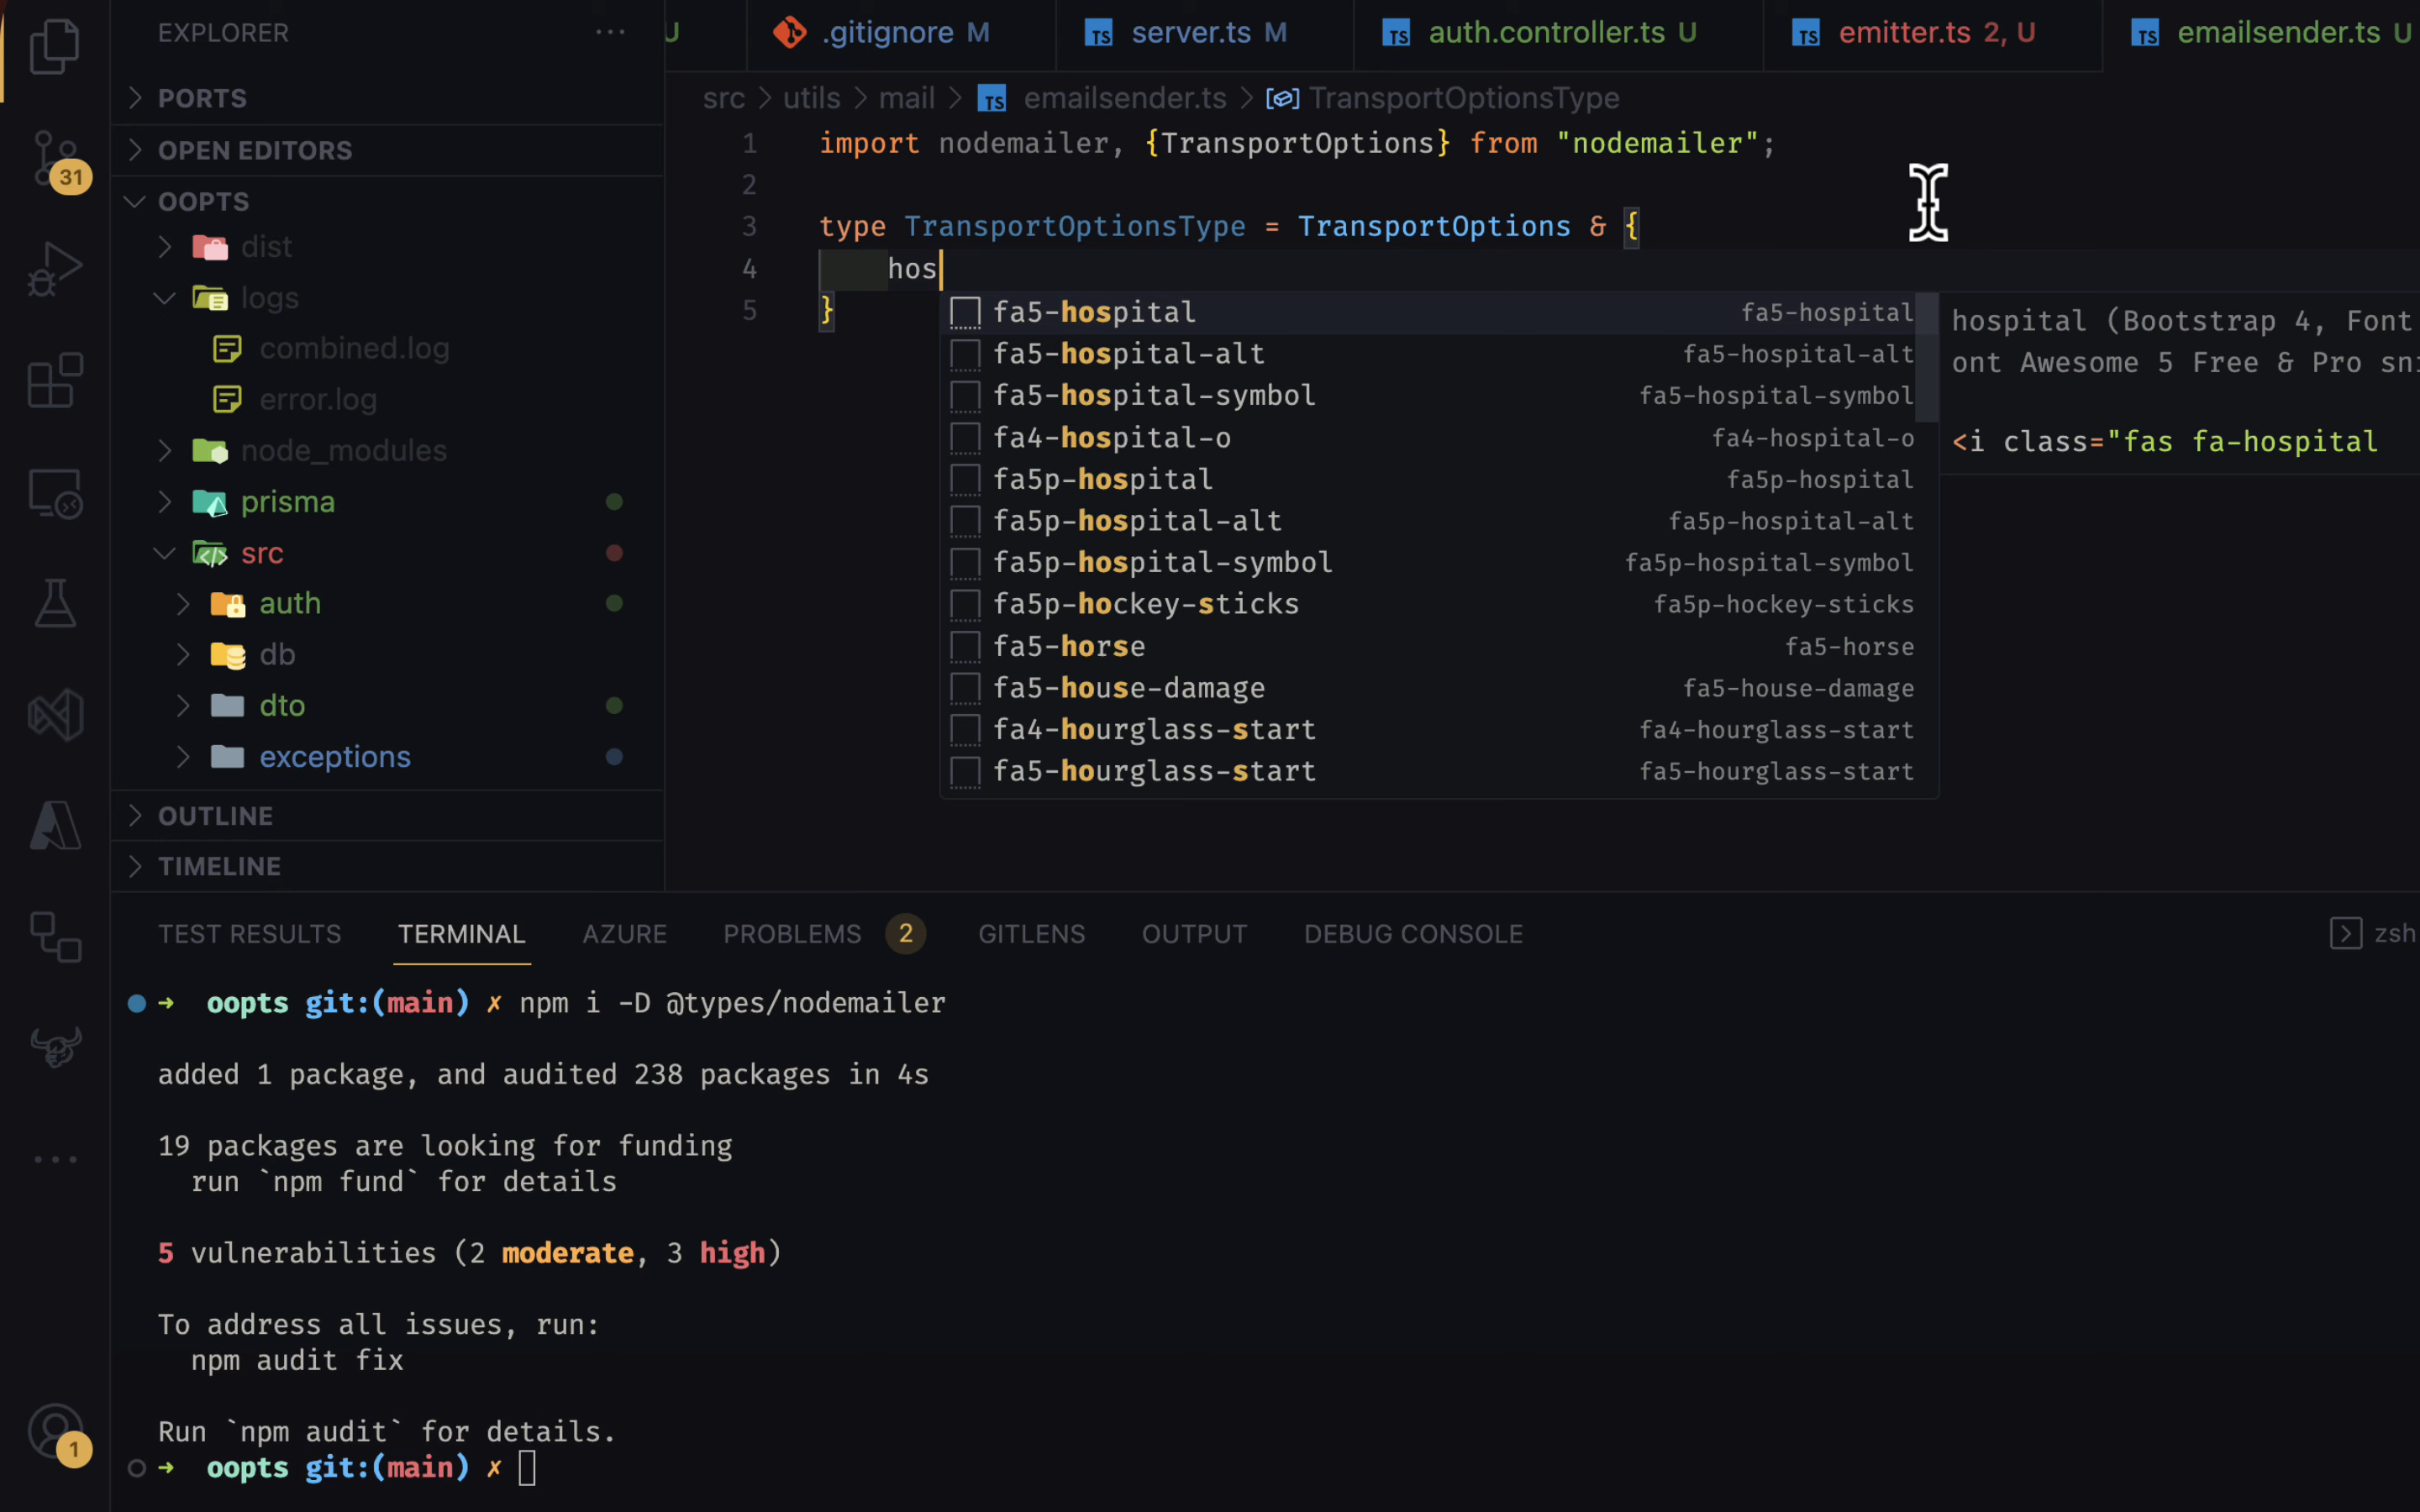 EXPLORER
PORTS
OPEN EDITORS
OOPTS
dist
logs
combined.log
error.log
node_modules
prisma
src
auth
db
dto
exceptions
OUTLINE
TIMELINE
31
1
U
.gitignore M
server.ts M
auth.controller.ts U
emitter.ts 2, U
emailsender.ts U
src > utils > mail > TS emailsender.ts > TransportOptionsType
1 import nodemailer, {TransportOptions} from "nodemailer";
2
3 type TransportOptionsType = TransportOptions & {
4 hos
5 }
fa5-hospital fa5-hospital
fa5-hospital-alt fa5-hospital-alt
fa5-hospital-symbol fa5-hospital-symbol
fa4-hospital-o fa4-hospital-o
fa5p-hospital fa5p-hospital
fa5p-hospital-alt fa5p-hospital-alt
fa5p-hospital-symbol fa5p-hospital-symbol
fa5p-hockey-sticks fa5p-hockey-sticks
fa5-horse fa5-horse
fa5-house-damage fa5-house-damage
fa4-hourglass-start fa4-hourglass-start
fa5-hourglass-start fa5-hourglass-start
hospital (Bootstrap 4, Font
ont Awesome 5 Free & Pro sn
<i class="fas fa-hospital
TEST RESULTS TERMINAL AZURE PROBLEMS 2 GITLENS OUTPUT DEBUG CONSOLE
zsh
➜ oopts git:(main) ✗ npm i -D @types/nodemailer
added 1 package, and audited 238 packages in 4s
19 packages are looking for funding
run `npm fund` for details
5 vulnerabilities (2 moderate, 3 high)
To address all issues, run:
npm audit fix
Run `npm audit` for details.
➜ oopts git:(main) ✗